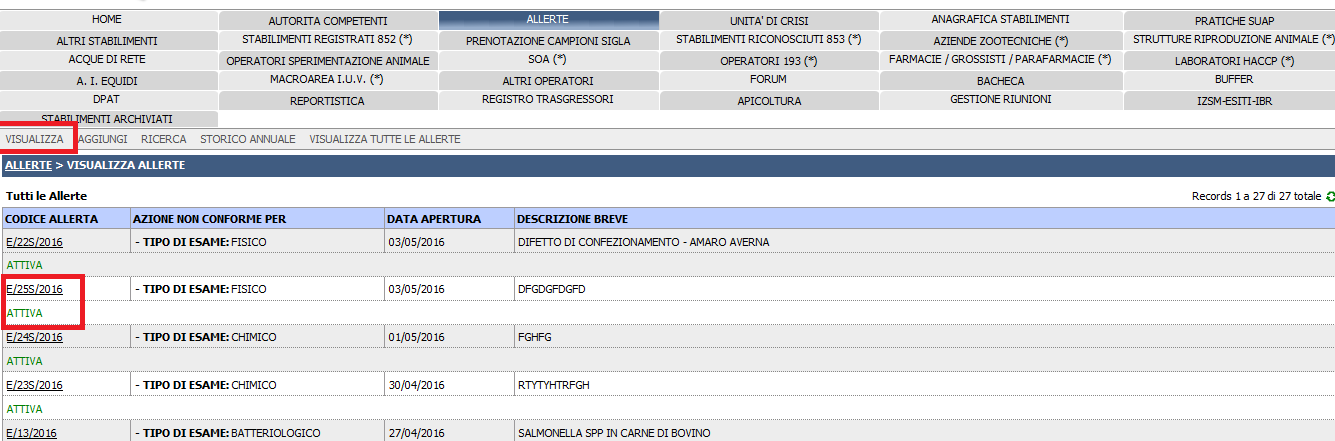 HOME AUTORITA COMPETENTI ALLERTE UNITA' DI CRISI ANAGRAFICA STABILIMENTI PRATICHE SUAP
ALTRI STABILIMENTI STABILIMENTI REGISTRATI 852 (*) PRENOTAZIONE CAMPIONI SIGLA STABILIMENTI RICONOSCIUTI 853 (*) AZIENDE ZOOTECNICHE (*) STRUTTURE RIPRODUZIONE ANIMALE (*)
ACQUE DI RETE OPERATORI SPERIMENTAZIONE ANIMALE SOA (*) OPERATORI 193 (*) FARMACIE / GROSSISTI / PARAFARMACIE (*) LABORATORI HACCP (*)
A. I. EQUIDI MACROAREA I.U.V. (*) ALTRI OPERATORI FORUM BACHECA BUFFER
DPAT REPORTISTICA REGISTRO TRASGRESSORI APICOLTURA GESTIONE RIUNIONI IZSM-ESITI-IBR
STABILIMENTI ARCHIVIATI
VISUALIZZA AGGIUNGI RICERCA STORICO ANNUALE VISUALIZZA TUTTE LE ALLERTE
ALLERTE > VISUALIZZA ALLERTE
Tutti le Allerte Records 1 a 27 di 27 totale
CODICE ALLERTA AZIONE NON CONFORME PER DATA APERTURA DESCRIZIONE BREVE
E/22S/2016 - TIPO DI ESAME: FISICO 03/05/2016 DIFETTO DI CONFEZIONAMENTO - AMARO AVERNA
ATTIVA
E/25S/2016 - TIPO DI ESAME: FISICO 03/05/2016 DFGDGFDGFD
ATTIVA
E/24S/2016 - TIPO DI ESAME: CHIMICO 01/05/2016 FGHFG
ATTIVA
E/23S/2016 - TIPO DI ESAME: CHIMICO 30/04/2016 RTYTYHTRFGH
ATTIVA
E/13/2016 - TIPO DI ESAME: BATTERIOLOGICO 27/04/2016 SALMONELLA SPP IN CARNE DI BOVINO